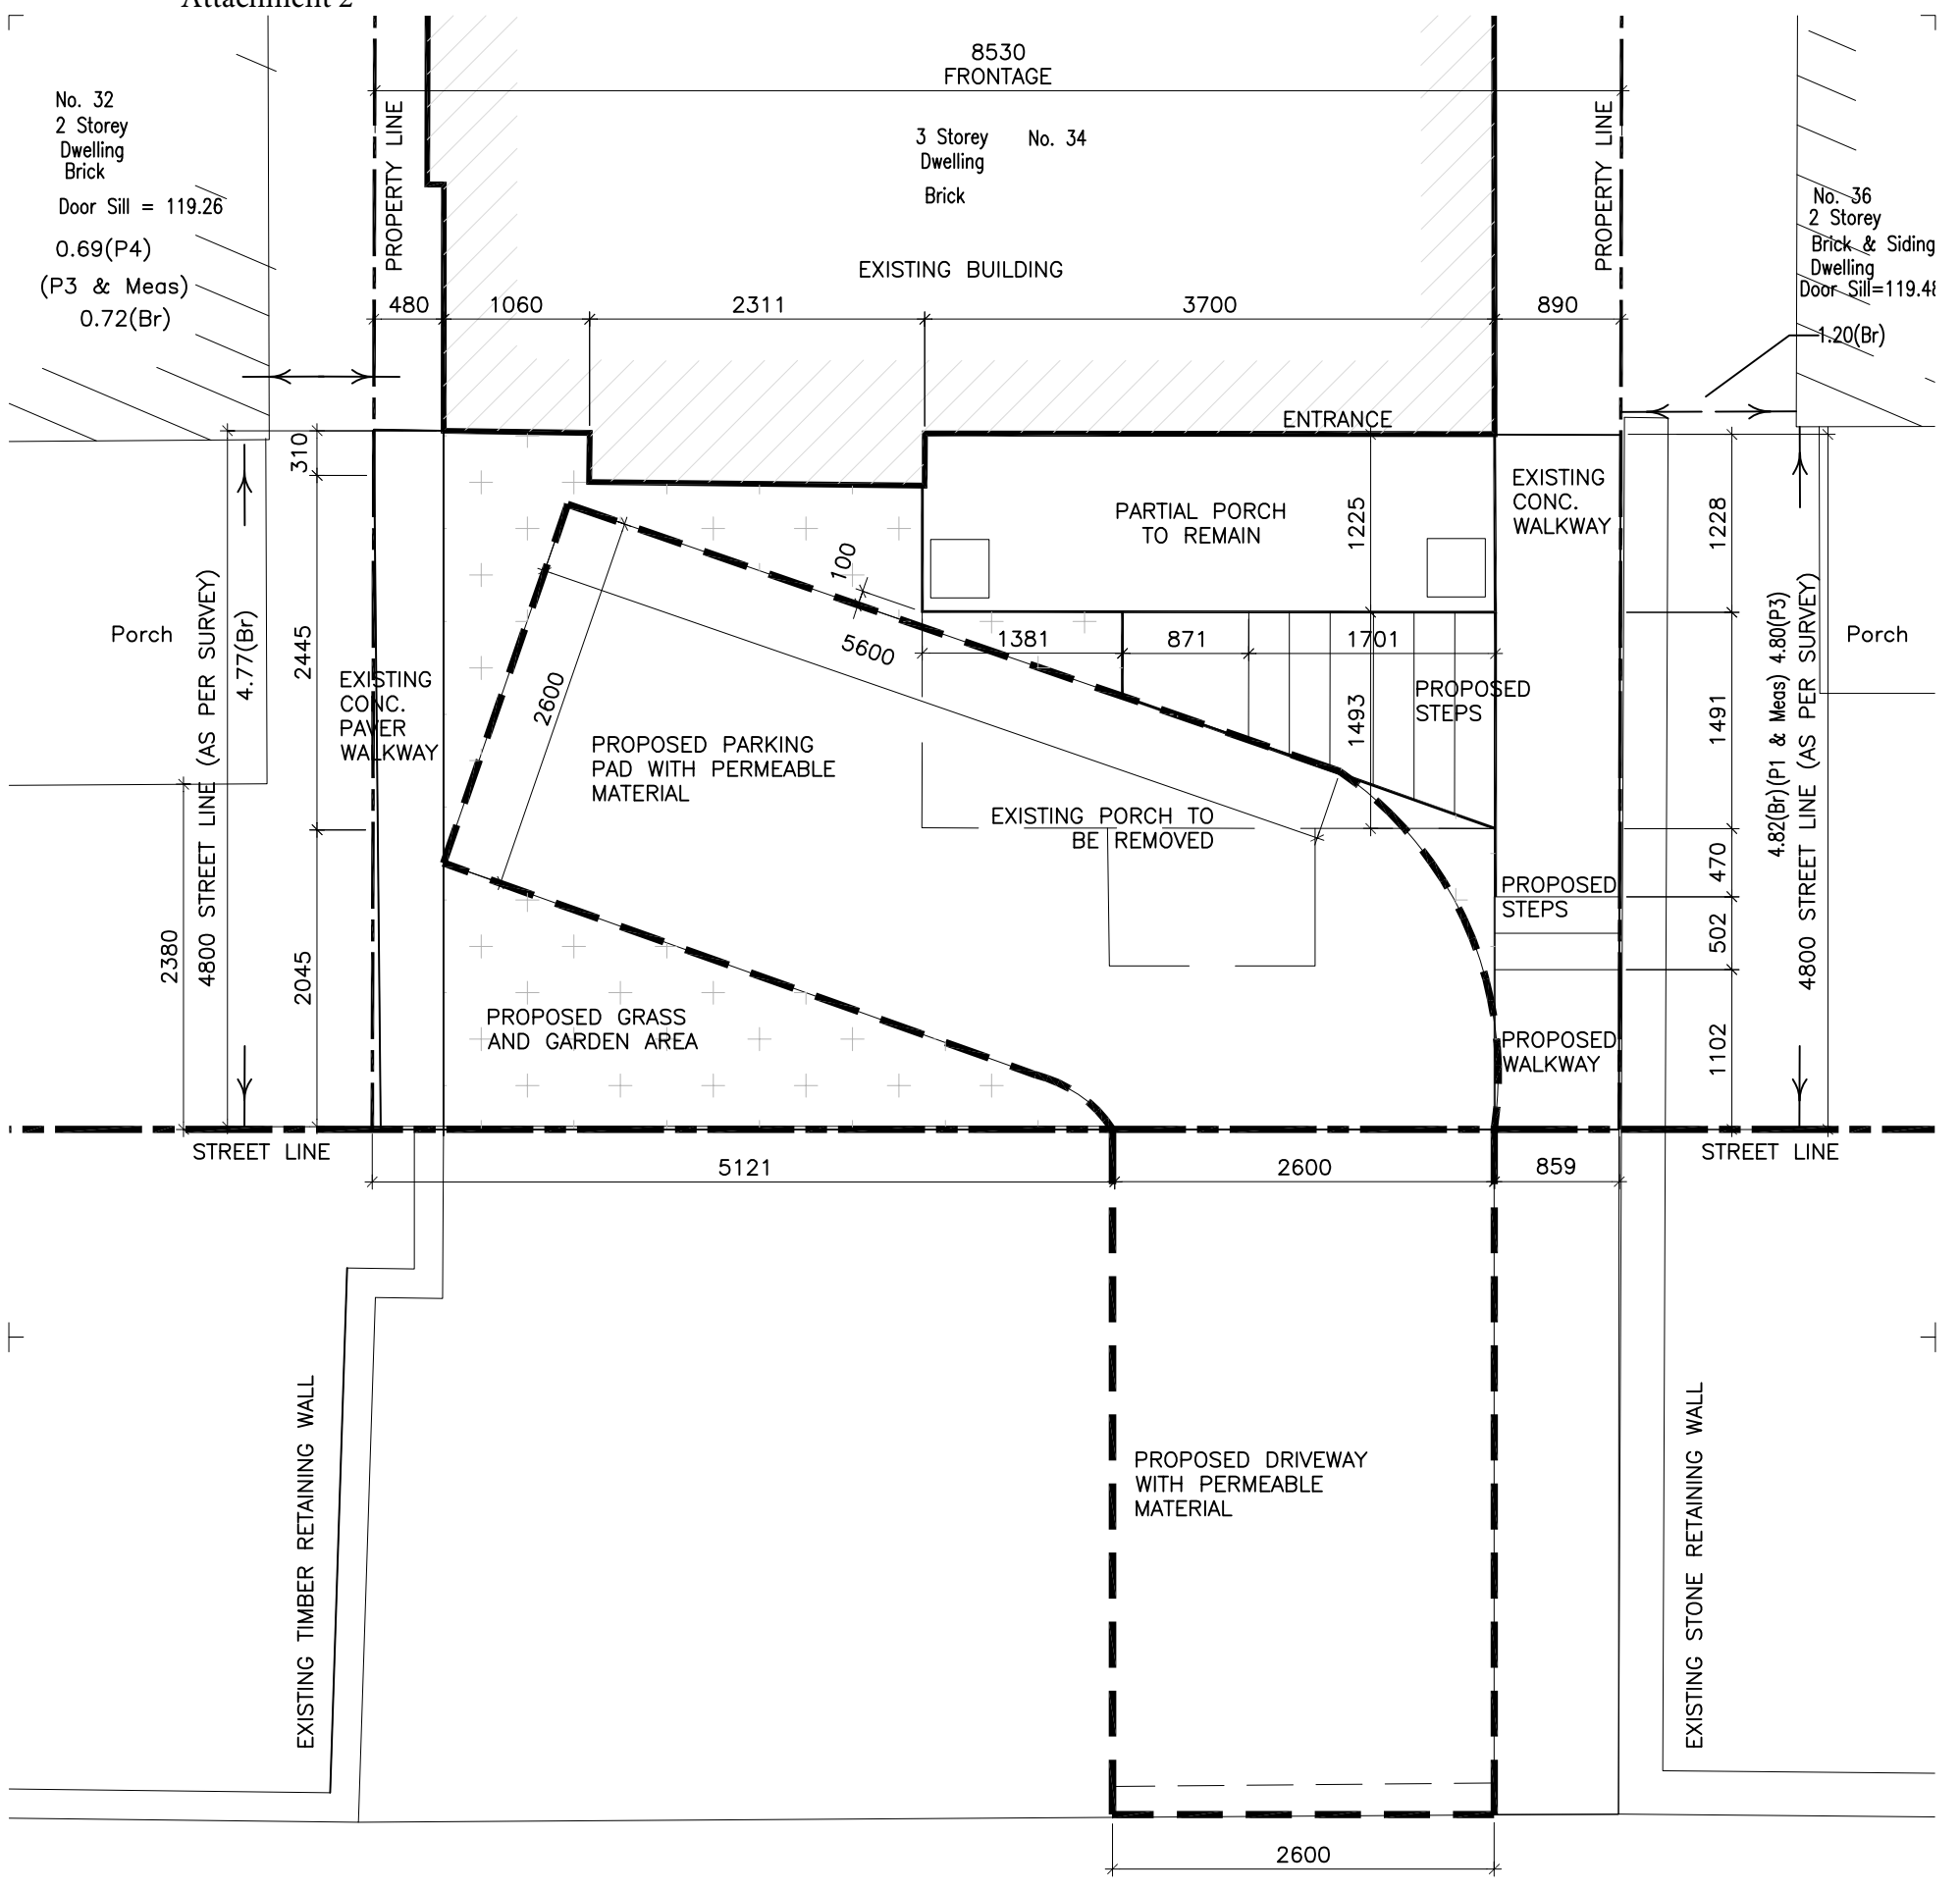 Attachment 2
8530
FRONTAGE
No. 32
2 Storey
Dwelling
Brick
Door Sill = 119.26
0.69(P4)
(P3 & Meas)
0.72(Br)
PROPERTY LINE
3 Storey No. 34
Dwelling
Brick
EXISTING BUILDING
PROPERTY LINE
No. 36
2 Storey
Brick & Siding
Dwelling
Door Sill=119.48
1.20(Br)
480
1060
2311
3700
890
ENTRANCE
310
2445
2045
2380
4800 STREET LINE (AS PER SURVEY)
4.77(Br)
Porch
EXISTING
CONC.
PAVER
WALKWAY
PARTIAL PORCH
TO REMAIN
1225
EXISTING
CONC.
WALKWAY
1228
100
5600
2600
1381
871
1701
1493
PROPOSED
STEPS
1491
4.82(Br)(P1 & Meas) 4.80(P3)
4800 STREET LINE (AS PER SURVEY)
Porch
PROPOSED PARKING
PAD WITH PERMEABLE
MATERIAL
EXISTING PORCH TO
BE REMOVED
470
PROPOSED
STEPS
502
PROPOSED GRASS
AND GARDEN AREA
PROPOSED
WALKWAY
1102
STREET LINE
STREET LINE
5121
2600
859
EXISTING TIMBER RETAINING WALL
PROPOSED DRIVEWAY
WITH PERMEABLE
MATERIAL
EXISTING STONE RETAINING WALL
2600